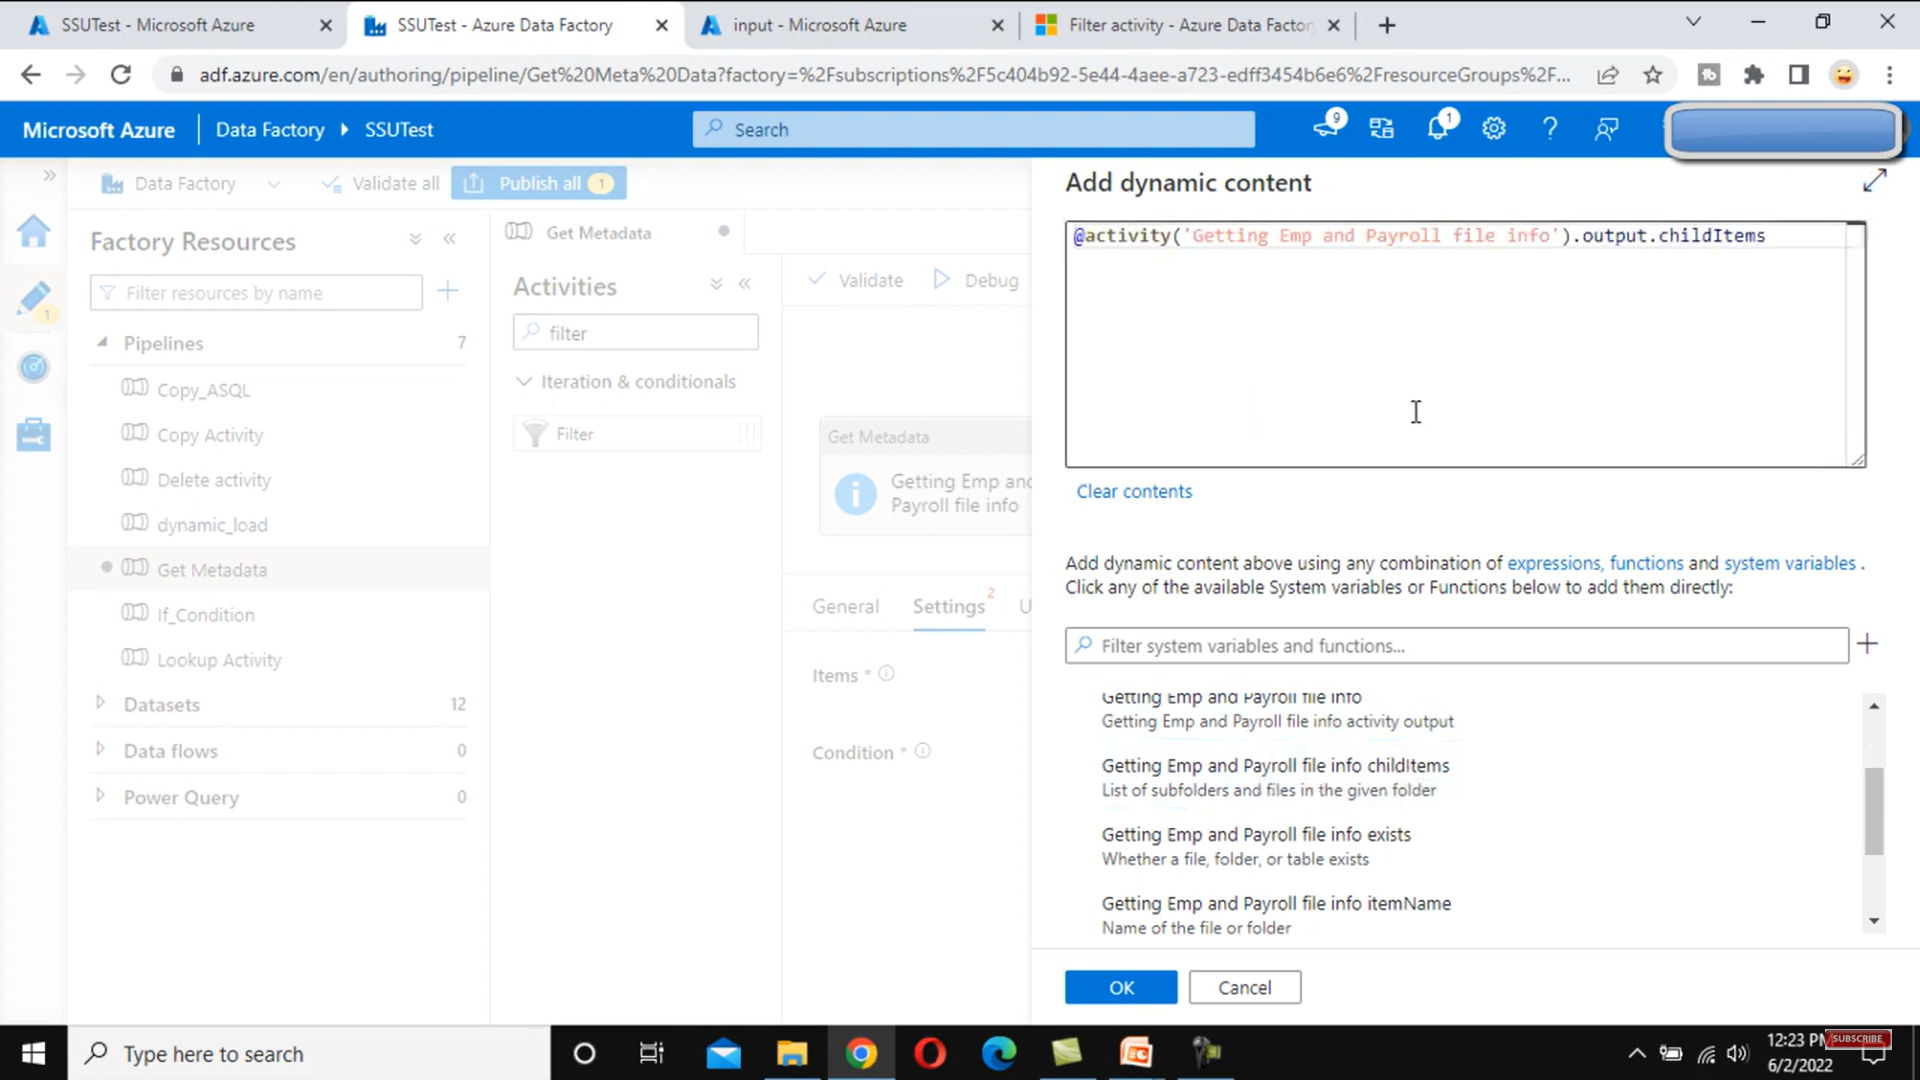 SSUTest - Microsoft Azure
SSUTest - Azure Data Factory
input - Microsoft Azure
Filter activity - Azure Data Factor
adf.azure.com/en/authoring/pipeline/Get%20Meta%20Data?factory=%2Fsubscriptions%2F5c404b92-5e44-4aee-a723-edff3454b6e6%2FresourceGroups%2F...
Microsoft Azure
Data Factory
SSUTest
Search
9
1
Data Factory
Validate all
Publish all 1
Factory Resources
Filter resources by name
1
Pipelines 7
Copy_ASQL
Copy Activity
Delete activity
dynamic_load
Get Metadata
If_Condition
Lookup Activity
Datasets 12
Data flows 0
Power Query 0
Get Metadata
Activities
filter
Iteration & conditionals
Filter
Validate
Debug
Get Metadata
Getting Emp and
Payroll file info
General
Settings 2
U
Items *
Condition *
Add dynamic content
@activity('Getting Emp and Payroll file info').output.childItems
Clear contents
Add dynamic content above using any combination of expressions, functions and system variables .
Click any of the available System variables or Functions below to add them directly:
Filter system variables and functions...
Getting Emp and Payroll file info
Getting Emp and Payroll file info activity output
Getting Emp and Payroll file info childItems
List of subfolders and files in the given folder
Getting Emp and Payroll file info exists
Whether a file, folder, or table exists
Getting Emp and Payroll file info itemName
Name of the file or folder
OK
Cancel
Type here to search
12:23 PM
6/2/2022
SUBSCRIBE